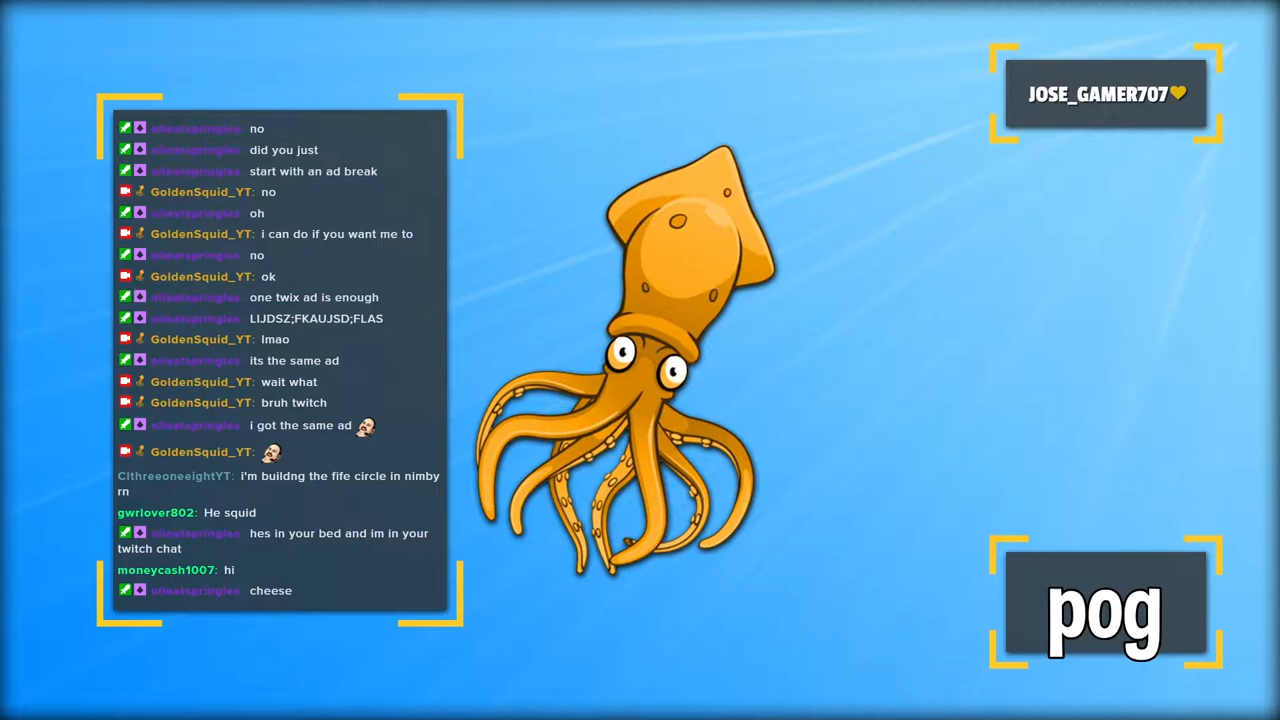 no
did you just
start with an ad break
GoldenSquid_YT: no
oh
GoldenSquid_YT: i can do if you want me to
no
GoldenSquid_YT: ok
one twix ad is enough
LIJDSZ;FKAUJSD;FLAS
GoldenSquid_YT: lmao
its the same ad
GoldenSquid_YT: wait what
GoldenSquid_YT: bruh twitch
i got the same ad
GoldenSquid_YT:
ClthreeoneeightYT: i'm buildng the fife circle in nimby
rn
gwrlover802: He squid
hes in your bed and im in your
twitch chat
moneycash1007: hi
cheese
JOSE_GAMER707
pog